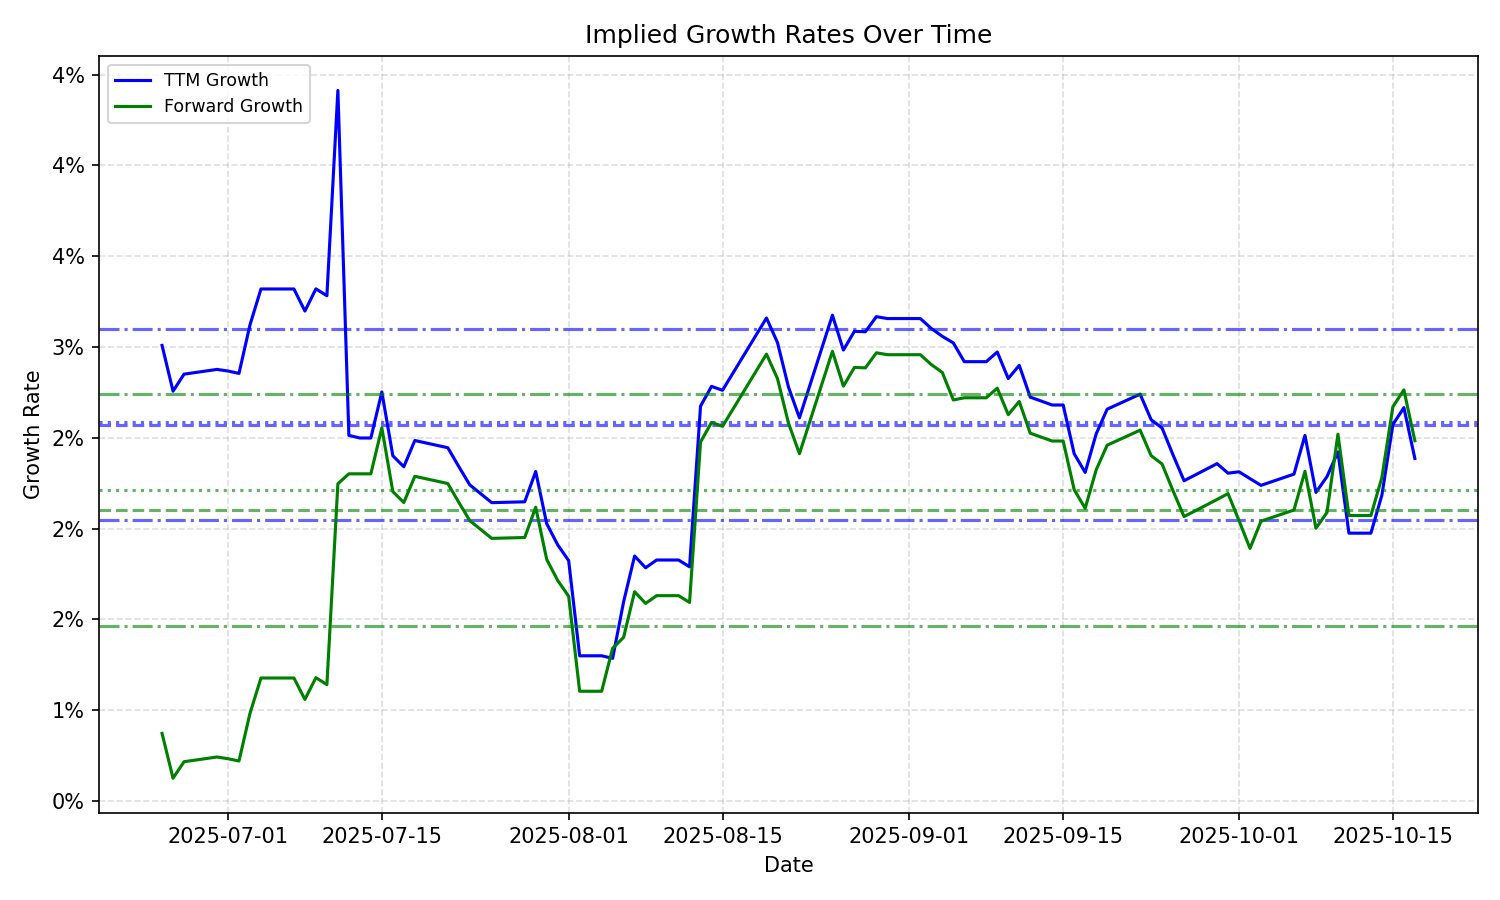 Implied Growth Rates Over Time
TTM Growth
Forward Growth
4%
4%
4%
3%
2%
2%
2%
1%
0%
Growth Rate
2025-07-01 2025-07-15 2025-08-01 2025-08-15 2025-09-01 2025-09-15 2025-10-01 2025-10-15
Date